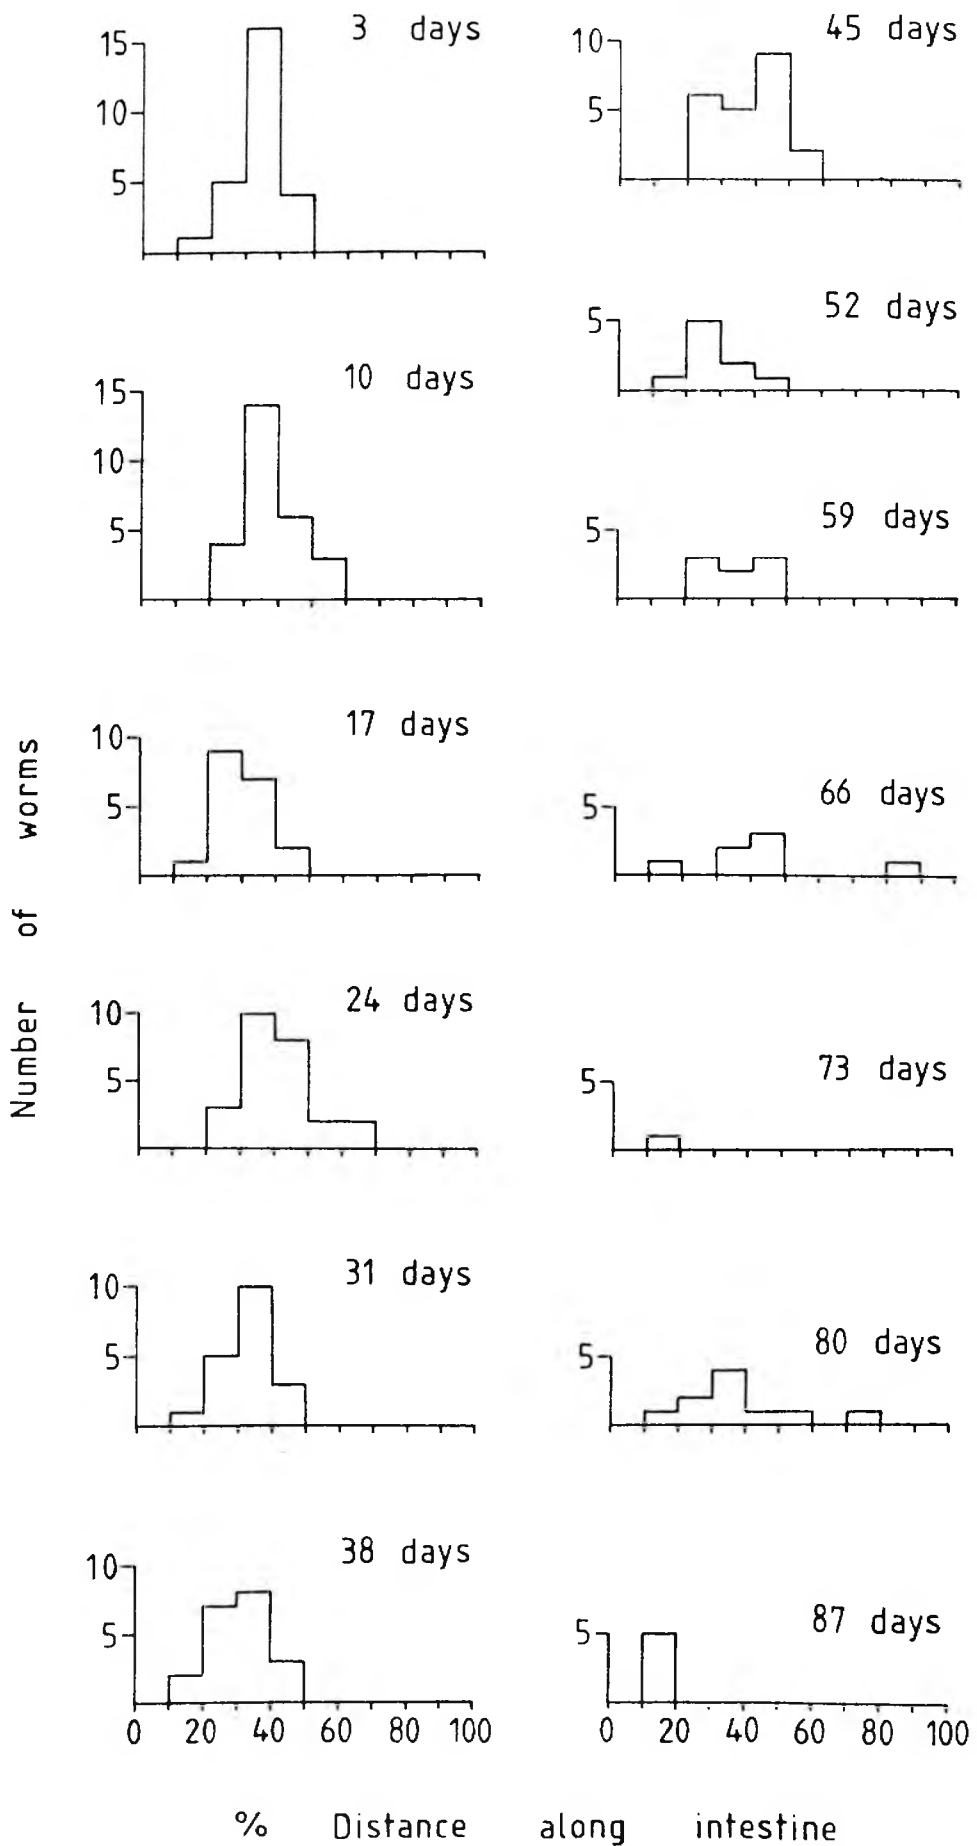 3 days
15
10
5
10 days
15
10
5
17 days
10
5
24 days
10
5
31 days
10
5
38 days
10
5
0 20 40 60 80 100
45 days
10
5
52 days
5
59 days
5
66 days
5
73 days
5
80 days
5
87 days
5
0 20 40 60 80 100
Number of worms
% Distance along intestine